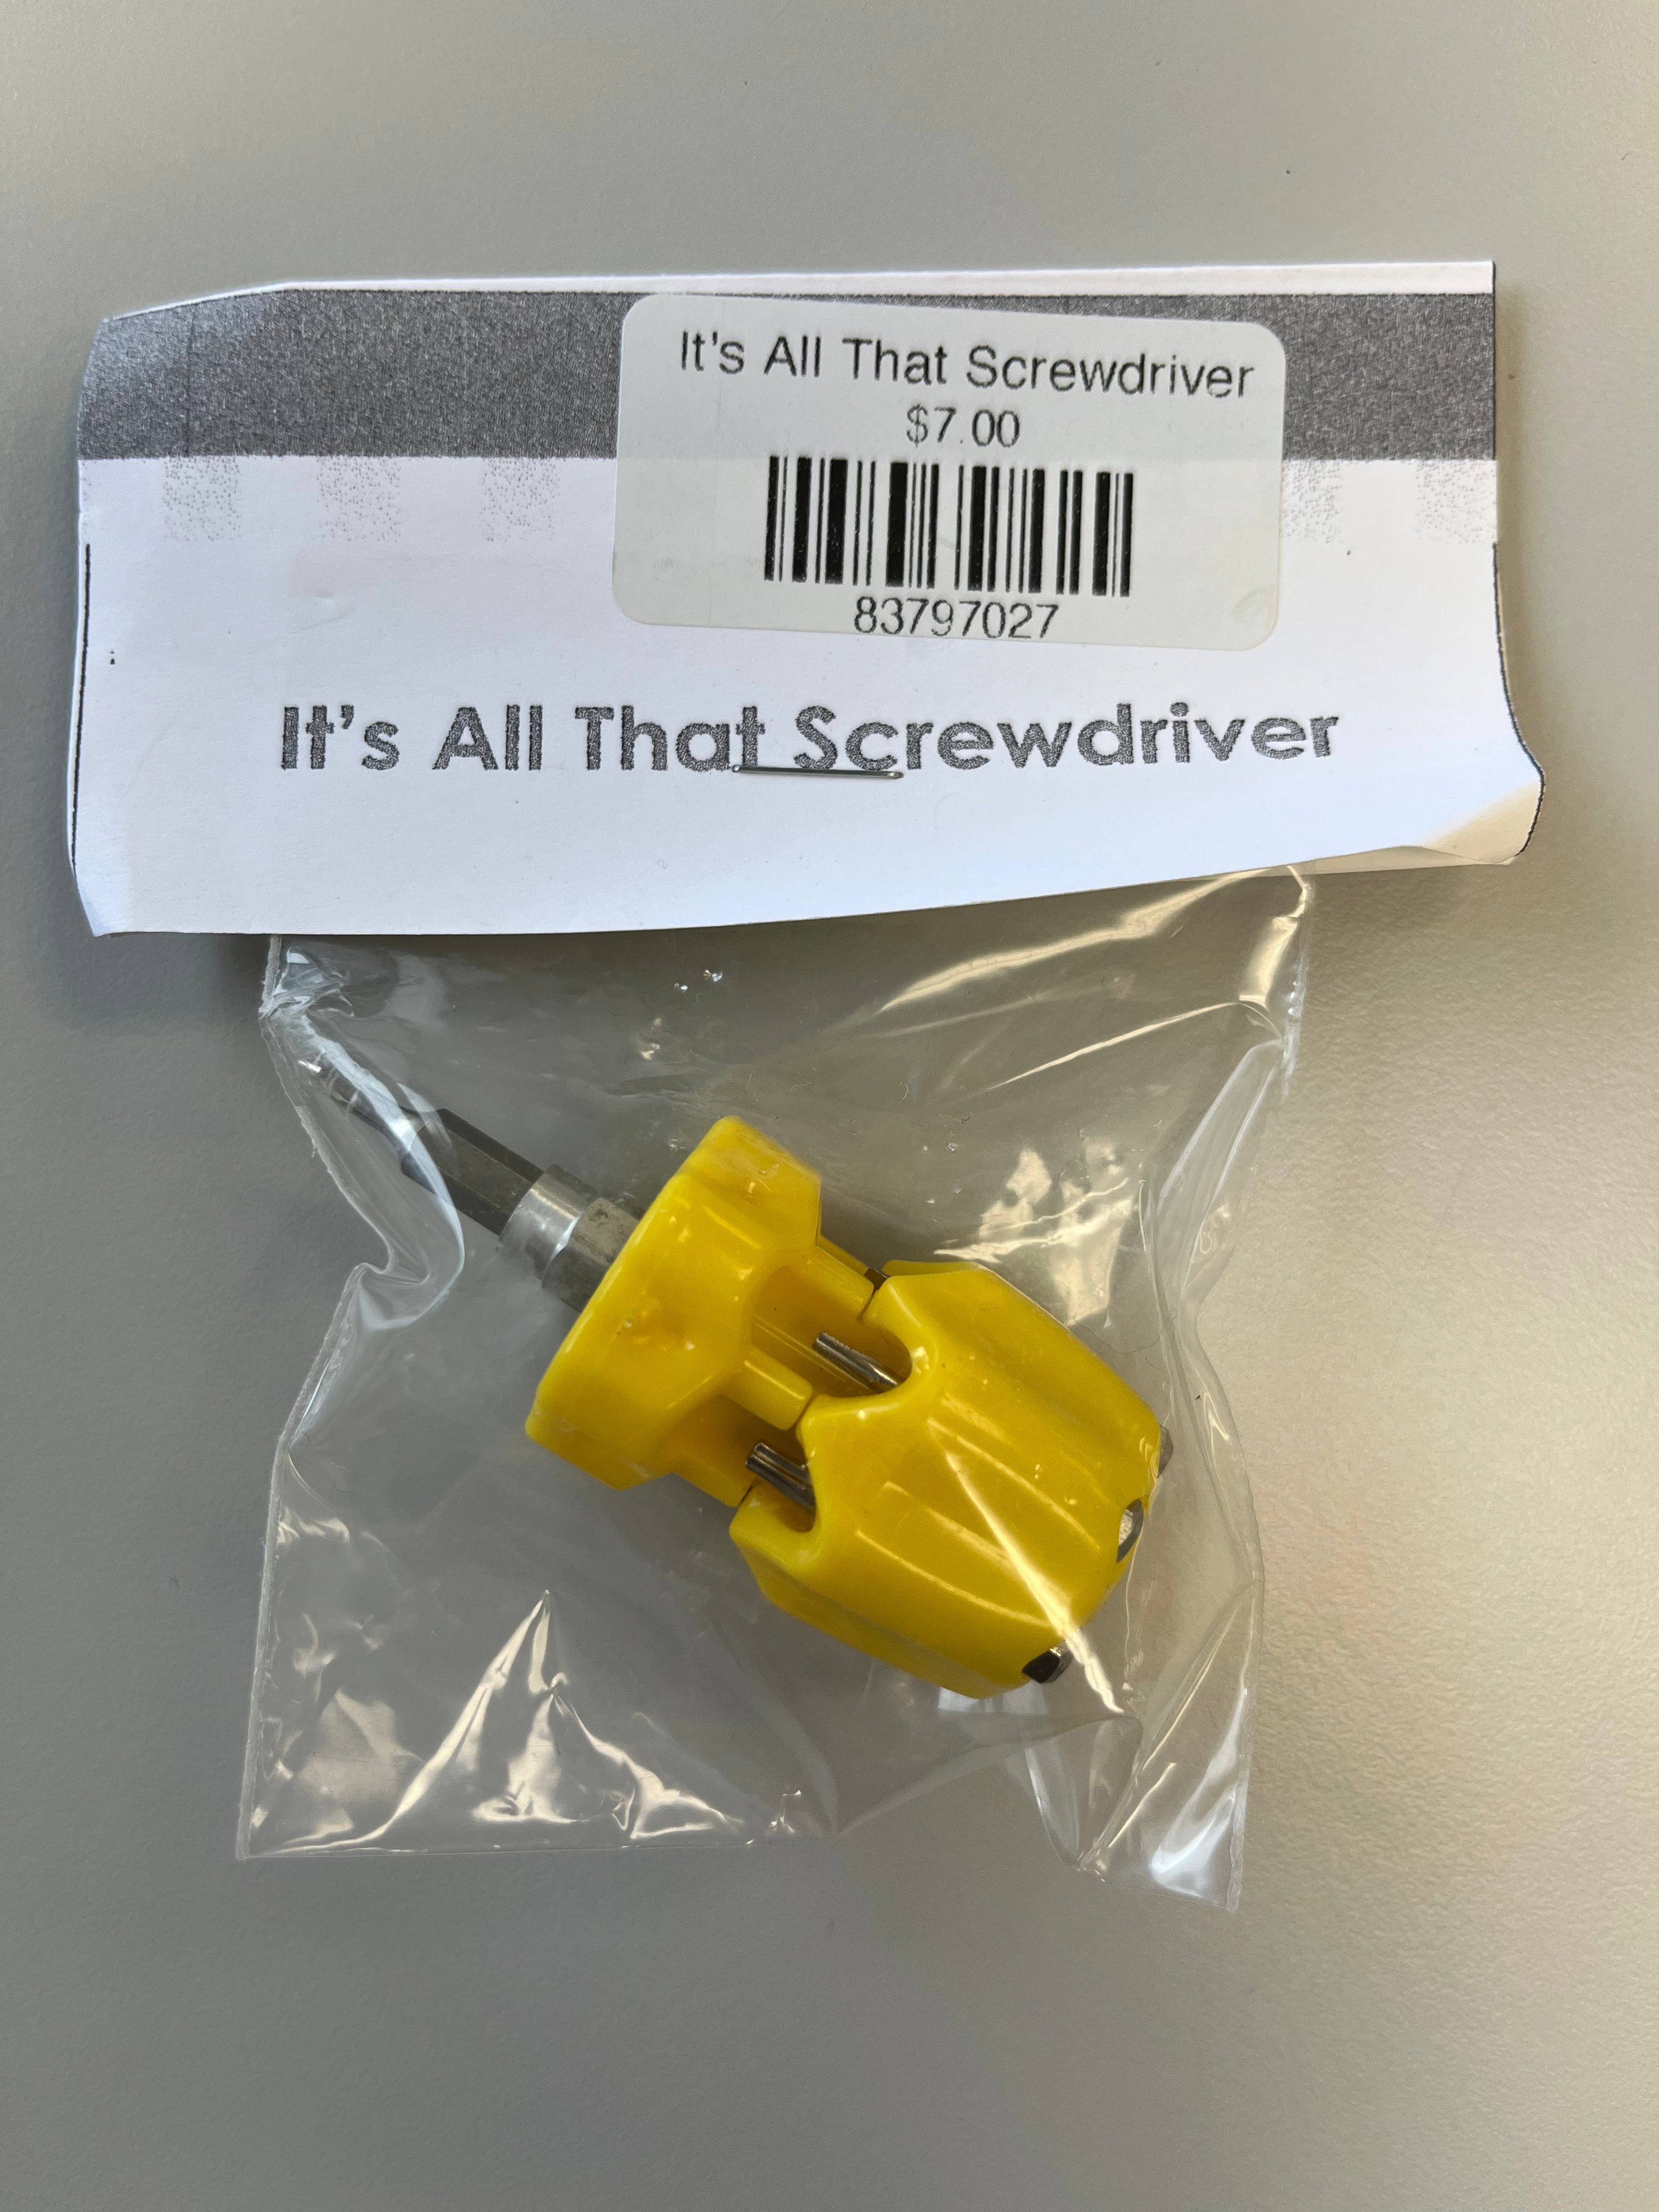 It's All That Screwdriver
$7.00
83797027
It's All That Screwdriver